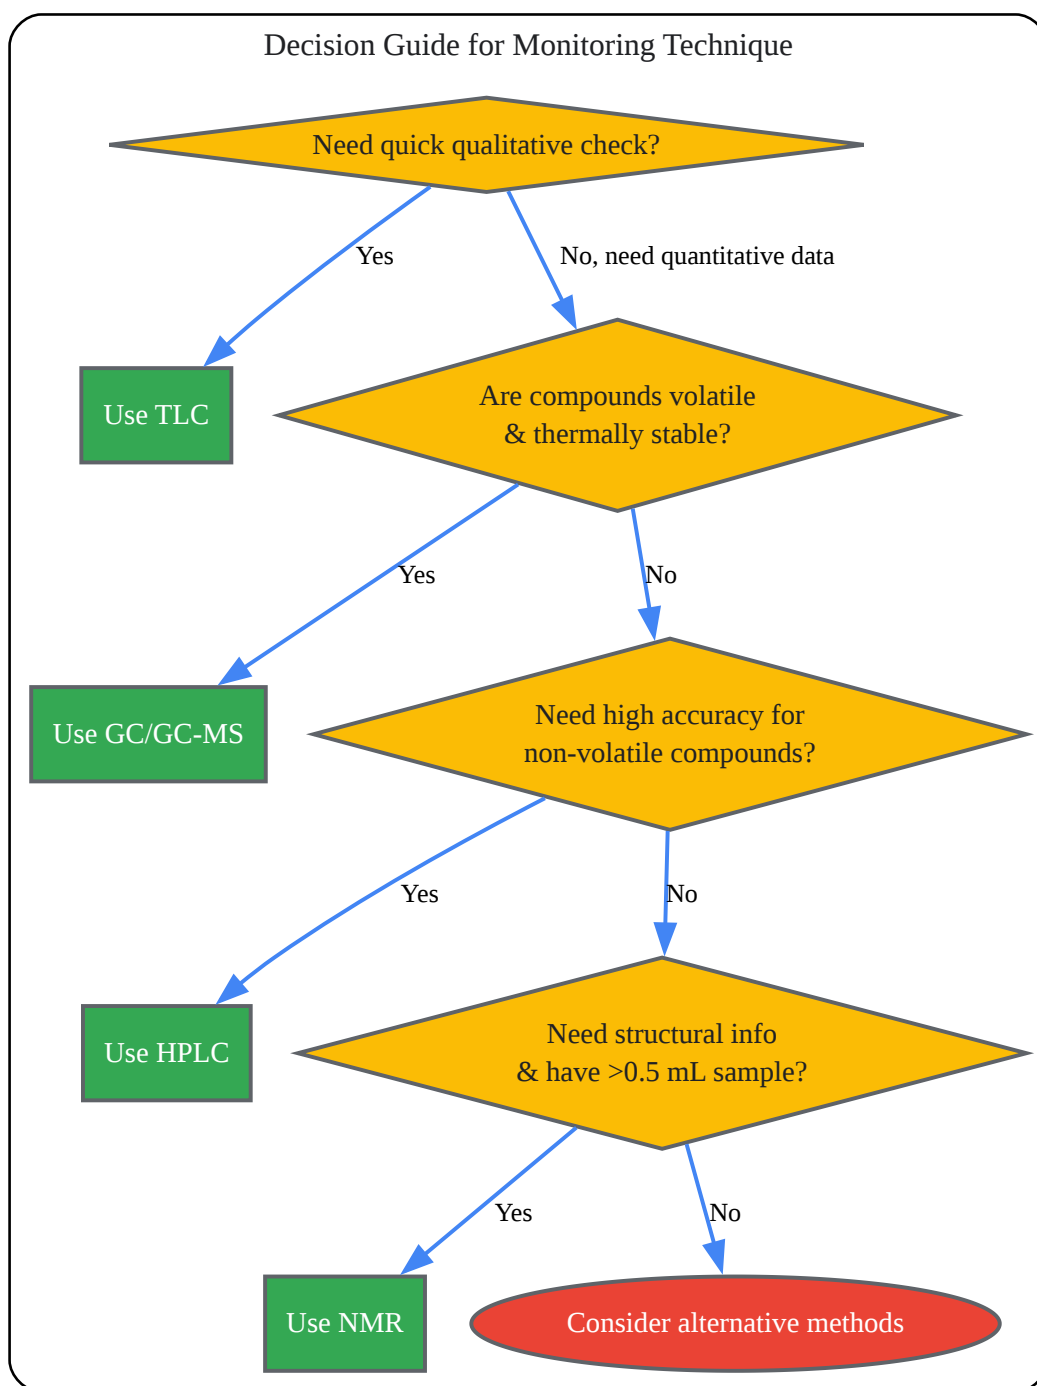 Decision Guide for Monitoring Technique
Need quick qualitative check?
Yes
No, need quantitative data
Use TLC
Are compounds volatile
& thermally stable?
Yes
No
Use GC/GC-MS
Need high accuracy for
non-volatile compounds?
Yes
No
Use HPLC
Need structural info
& have >0.5 mL sample?
Yes
No
Use NMR
Consider alternative methods